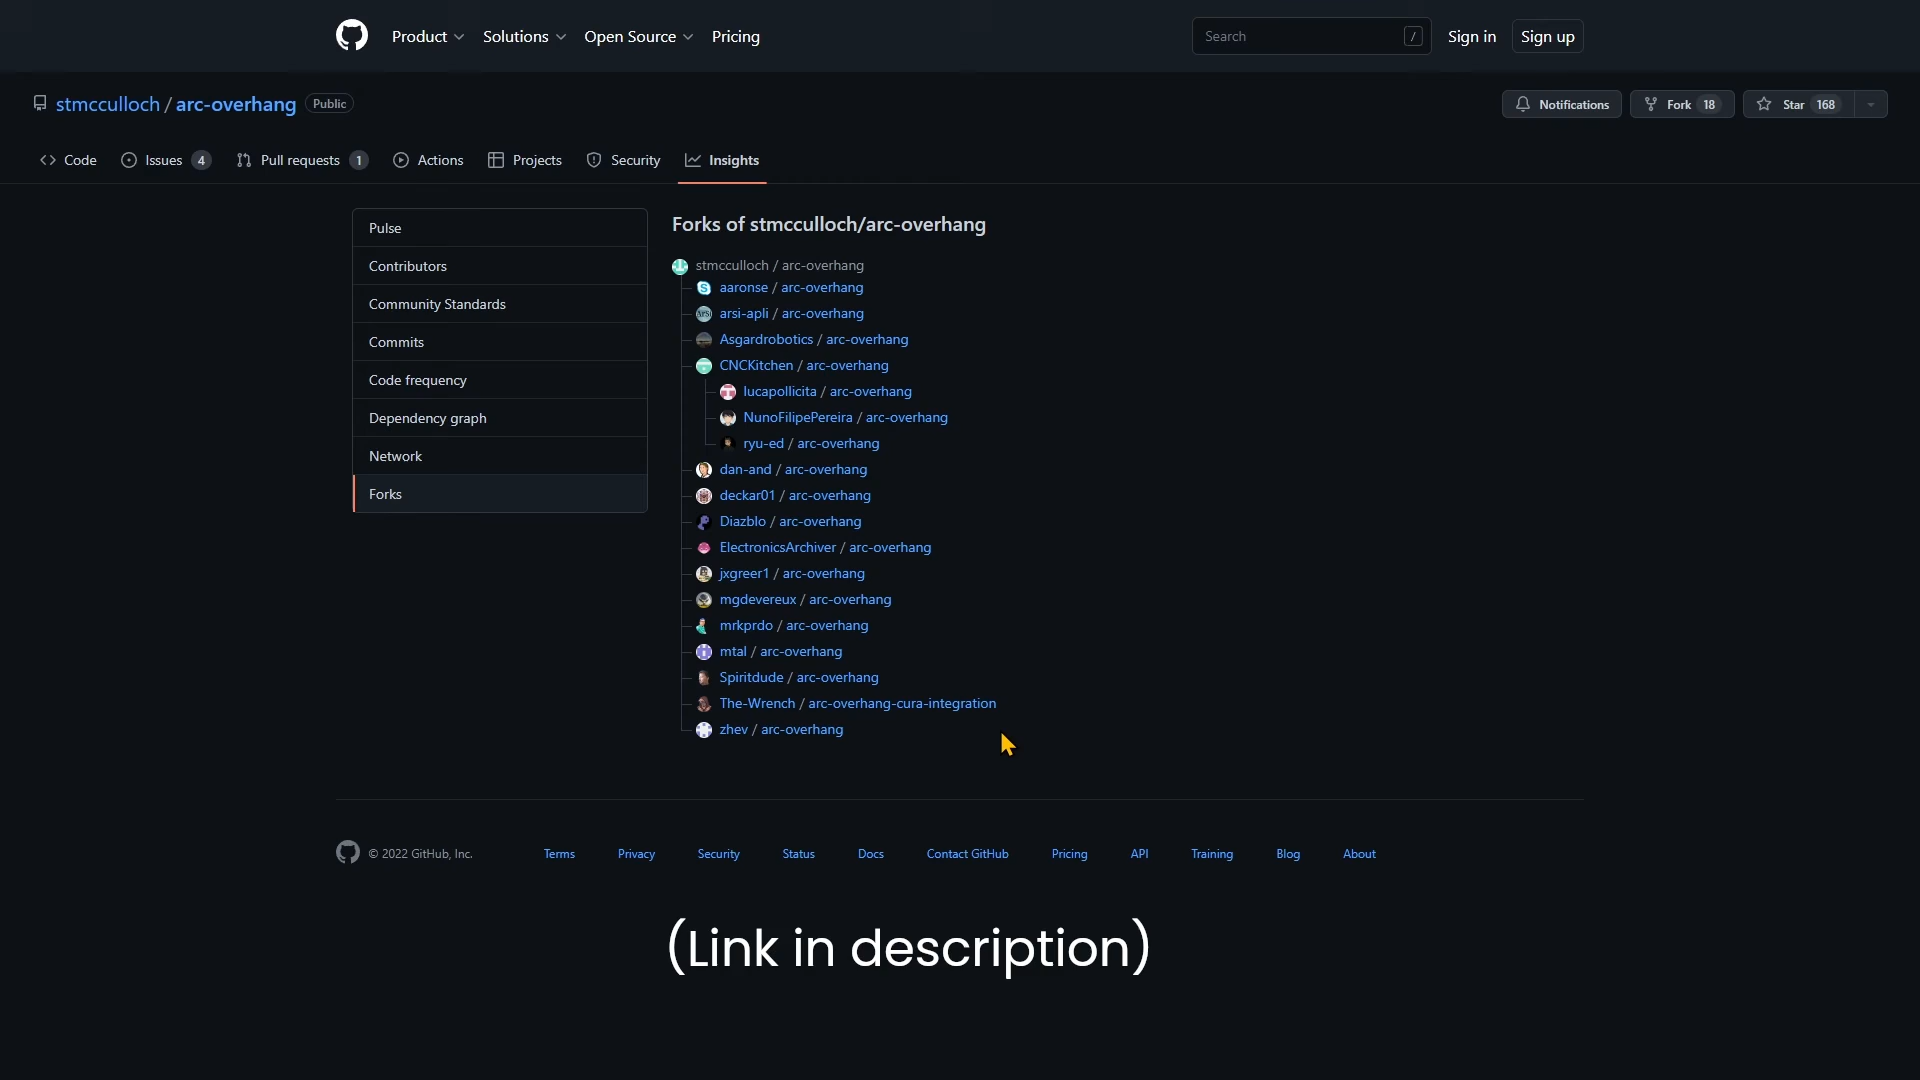 Product Solutions Open Source Pricing Search / Sign in Sign up
stmcculloch / arc-overhang Public Notifications Fork 18 Star 168
Code Issues 4 Pull requests 1 Actions Projects Security Insights
Pulse
Contributors
Community Standards
Commits
Code frequency
Dependency graph
Network
Forks
Forks of stmcculloch/arc-overhang
stmcculloch / arc-overhang
aaronse / arc-overhang
arsi-apli / arc-overhang
Asgardrobotics / arc-overhang
CNCKitchen / arc-overhang
lucapollicita / arc-overhang
NunoFilipePereira / arc-overhang
ryu-ed / arc-overhang
dan-and / arc-overhang
deckar01 / arc-overhang
Diazblo / arc-overhang
ElectronicsArchiver / arc-overhang
jxgreer1 / arc-overhang
mgdevereux / arc-overhang
mrkprdo / arc-overhang
mtal / arc-overhang
Spiritdude / arc-overhang
The-Wrench / arc-overhang-cura-integration
zhev / arc-overhang
© 2022 GitHub, Inc. Terms Privacy Security Status Docs Contact GitHub Pricing API Training Blog About
(Link in description)